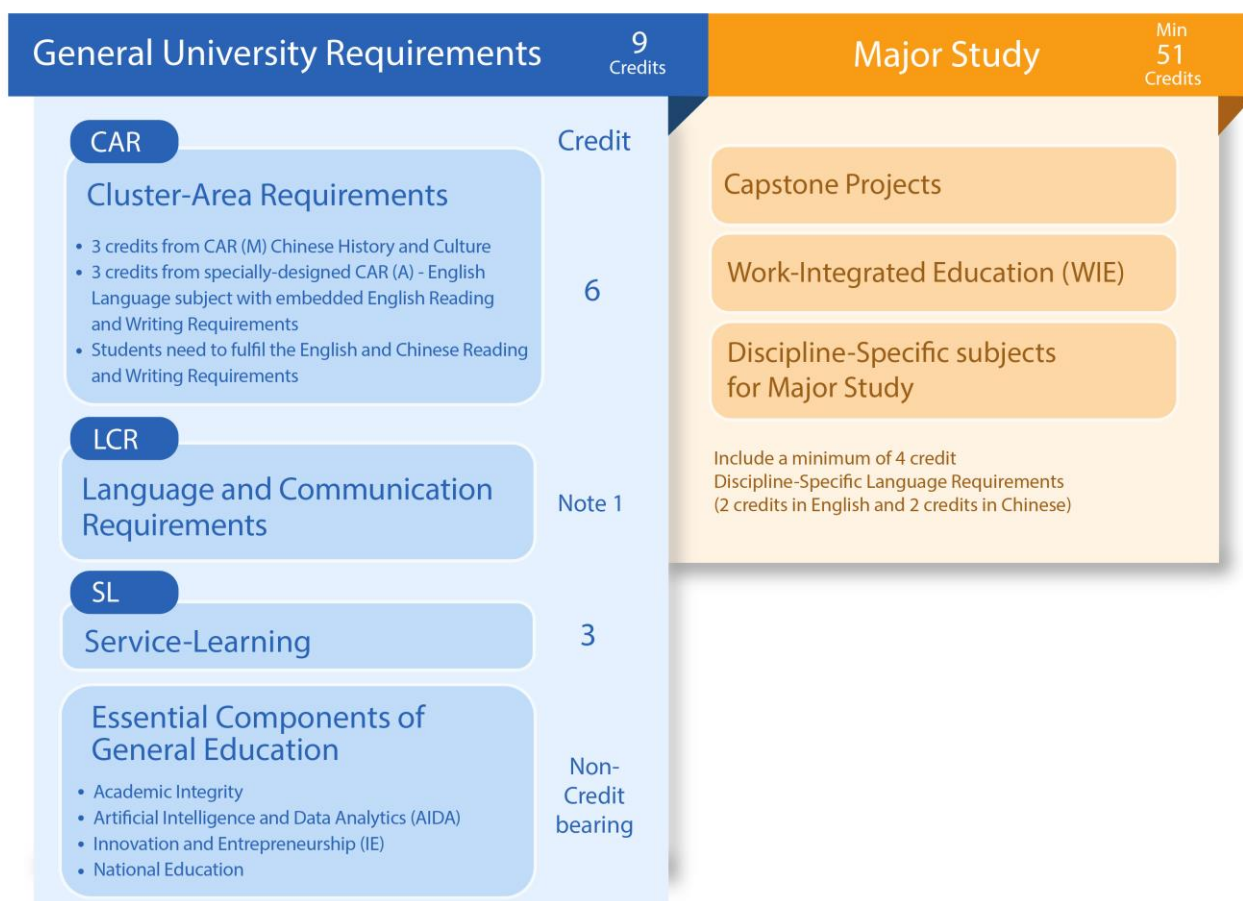 General University Requirements
9
Credits
CAR
Credit
Cluster-Area Requirements
• 3 credits from CAR (M) Chinese History and Culture
• 3 credits from specially-designed CAR (A) - English
Language subject with embedded English Reading
and Writing Requirements
• Students need to fulfil the English and Chinese Reading
and Writing Requirements
6
LCR
Language and Communication
Requirements
Note 1
SL
Service-Learning
3
Essential Components of
General Education
• Academic Integrity
• Artificial Intelligence and Data Analytics (AIDA)
• Innovation and Entrepreneurship (IE)
• National Education
Non-
Credit
bearing
Major Study
Min
51
Credits
Capstone Projects
Work-Integrated Education (WIE)
Discipline-Specific subjects
for Major Study
Include a minimum of 4 credit
Discipline-Specific Language Requirements
(2 credits in English and 2 credits in Chinese)